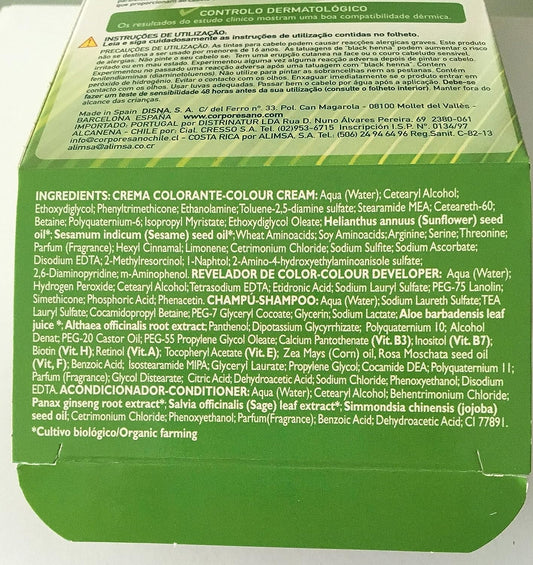 CONTROLO DERMATOLÓGICO
Os resultados do estudo clínico mostram uma boa compatibilidade dérmica.
INSTRUÇÕES DE UTILIZAÇÃO.
Leia e siga cuidadosamente as instruções de utilização contidas no folheto.
PRECAUÇÕES DE UTILIZAÇÃO: As tintas para cabelo podem causar reacções alérgicas graves. Este produto
não se destina a ser usado por menores de 16 anos. As tatuagens de "black henna" podem aumentar o risco
de alergias. Não pinte o seu cabelo se: Tem uma erupção cutanea na face ou o couro cabeludo sensível,
irritado ou em mau estado. Experimentou alguma vez alguma reacção adversa depois de pintar o cabelo.
Experimentou no passado uma reacção adversa após uma tatuagem com "black henna". Contém
fenilendiaminas (diaminotoluenos). Não utilize para pintar as sobrancelhas nem as pestanas. Contém
peróxido de hidrogénio. Evitar o contacto com os olhos. Enxaguar imediatamente se o produto entrar em
contacto com os olhos. Usar luvas adequadas. Passar bem o cabelo por água após a aplicação. Debe-se
fazer um teste de sensibilidade 48 horas antes da sua utilização (consulte o folheto interior). Manter fora do
alcance das crianças.
Made in Spain. DISNA, S. A. C/ del Ferro nº. 33. Pol. Can Magarola - 08100 Mollet del Vallès -
BARCELONA ESPAÑA www.corporesano.com
IMPORTADO. PORTUGAL por DISTRINATUR LDA Rua D. Nuno Álvares Pereira. 69 2380-061
ALCANENA - CHILE por: Cial. CRESSO S.A. Tel. (02)953-6715 Inscripción I.S.P. Nº. 0134/97
info@corporesanochile.cl - COSTA RICA por ALIMSA, S.A. Tel.: (506) 24 94 64 96 Reg.Sanit. C-82-13
alimsa@alimsa.co.cr
INGREDIENTS: CREMA COLORANTE-COLOUR CREAM: Aqua (Water); Cetearyl Alcohol;
Ethoxydiglycol; Phenyltrimethicone; Ethanolamine; Toluene-2,5-diamine sulfate; Stearamide MEA; Ceteareth-60;
Betaine; Polyquaternium-6; Isopropyl Myristate; Ethoxydiglycol Oleate; Helianthus annuus (Sunflower) seed
oil*; Sesamum indicum (Sesame) seed oil*; Wheat Aminoacids; Soy Aminoacids; Arginine; Serine; Threonine;
Parfum (Fragrance); Hexyl Cinnamal; Limonene; Cetrimonium Chloride; Sodium Sulfite; Sodium Ascorbate;
Disodium EDTA; 2-Methylresorcinol; 1-Naphtol; 2-Amino-4-hydroxyethylaminoanisole sulfate;
2,6-Diaminopyridine; m-Aminophenol. REVELADOR DE COLOR-COLOUR DEVELOPER: Aqua (Water);
Hydrogen Peroxide; Cetearyl Alcohol; Tetrasodium EDTA; Etidronic Acid; Sodium Lauryl Sulfate; PEG-75 Lanolin;
Simethicone; Phosphoric Acid; Phenacetin. CHAMPÚ-SHAMPOO: Aqua (Water); Sodium Laureth Sulfate; TEA
Lauryl Sulfate; Cocamidopropyl Betaine; PEG-7 Glyceryl Cocoate; Glycerin; Sodium Lactate; Aloe barbadensis leaf
juice *; Althaea officinalis root extract; Panthenol; Dipotassium Glycyrrhizate; Polyquaternium 10; Alcohol
Denat; PEG-20 Castor Oil; PEG-55 Propylene Glycol Oleate; Calcium Pantothenate (Vit. B3); Inositol (Vit. B7);
Biotin (Vit. H); Retinol (Vit.A); Tocopheryl Acetate (Vit. E); Zea Mays (Corn) oil, Rosa Moschata seed oil
(Vit, F); Benzoic Acid; Isostearamide MIPA; Glyceryl Laurate; Propylene Glycol; Cocamide DEA; Polyquaternium 11;
Parfum (Fragrance); Glycol Distearate; Citric Acid; Dehydroacetic Acid; Sodium Chloride; Phenoxyethanol; Disodium
EDTA. ACONDICIONADOR-CONDITIONER: Aqua (Water); Cetearyl Alcohol; Behentrimonium Chloride;
Panax ginseng root extract*; Salvia officinalis (Sage) leaf extract*; Simmondsia chinensis (jojoba)
seed oil; Cetrimonium Chloride; Phenoxyethanol; Parfum(Fragrance); Benzoic Acid; Dehydroacetic Acid; CI 77891.
*Cultivo biológico/Organic farming